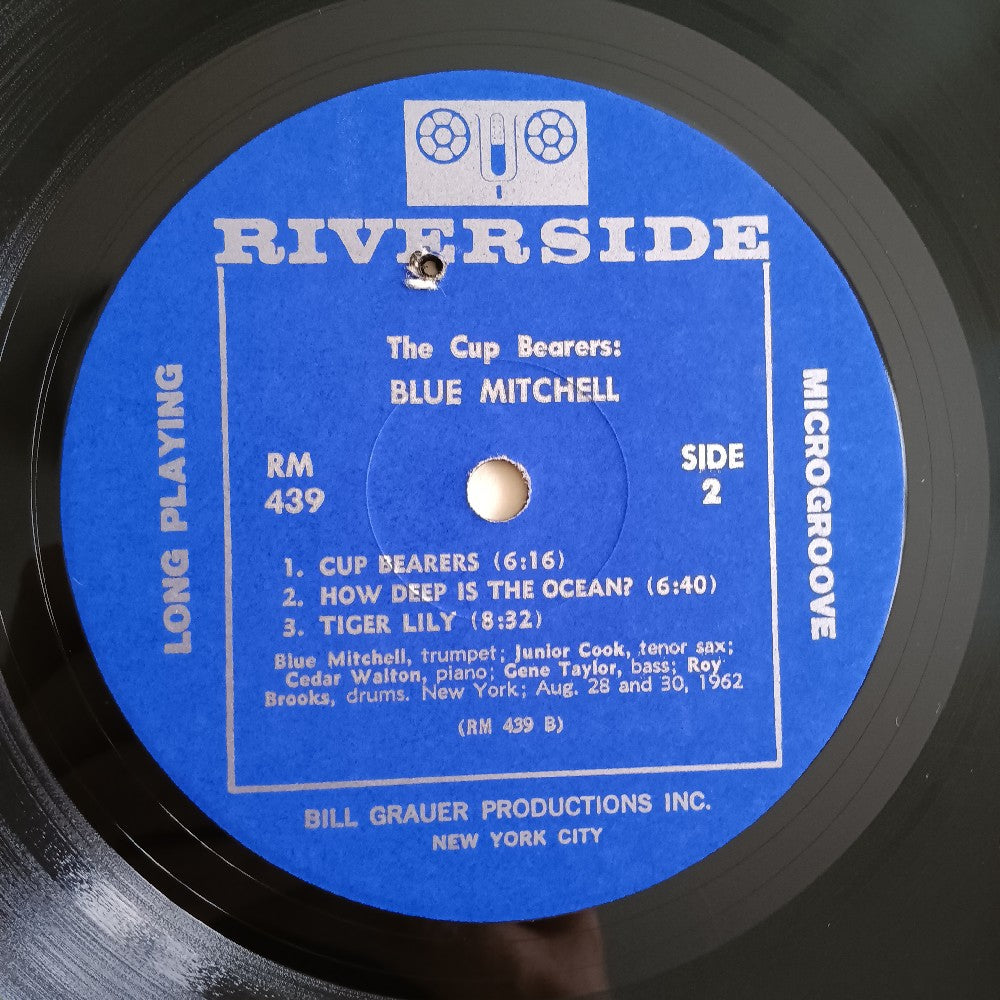 RIVERSIDE
The Cup Bearers:
BLUE MITCHELL
LONG PLAYING
MICROGROOVE
RM
439
SIDE
2
1. CUP BEARERS (6:16)
2. HOW DEEP IS THE OCEAN? (6:40)
3. TIGER LILY (8:32)
Blue Mitchell, trumpet; Junior Cook, tenor sax;
Cedar Walton, piano; Gene Taylor, bass; Roy
Brooks, drums. New York; Aug. 28 and 30, 1962
(RM 439 B)
BILL GRAUER PRODUCTIONS INC.
NEW YORK CITY